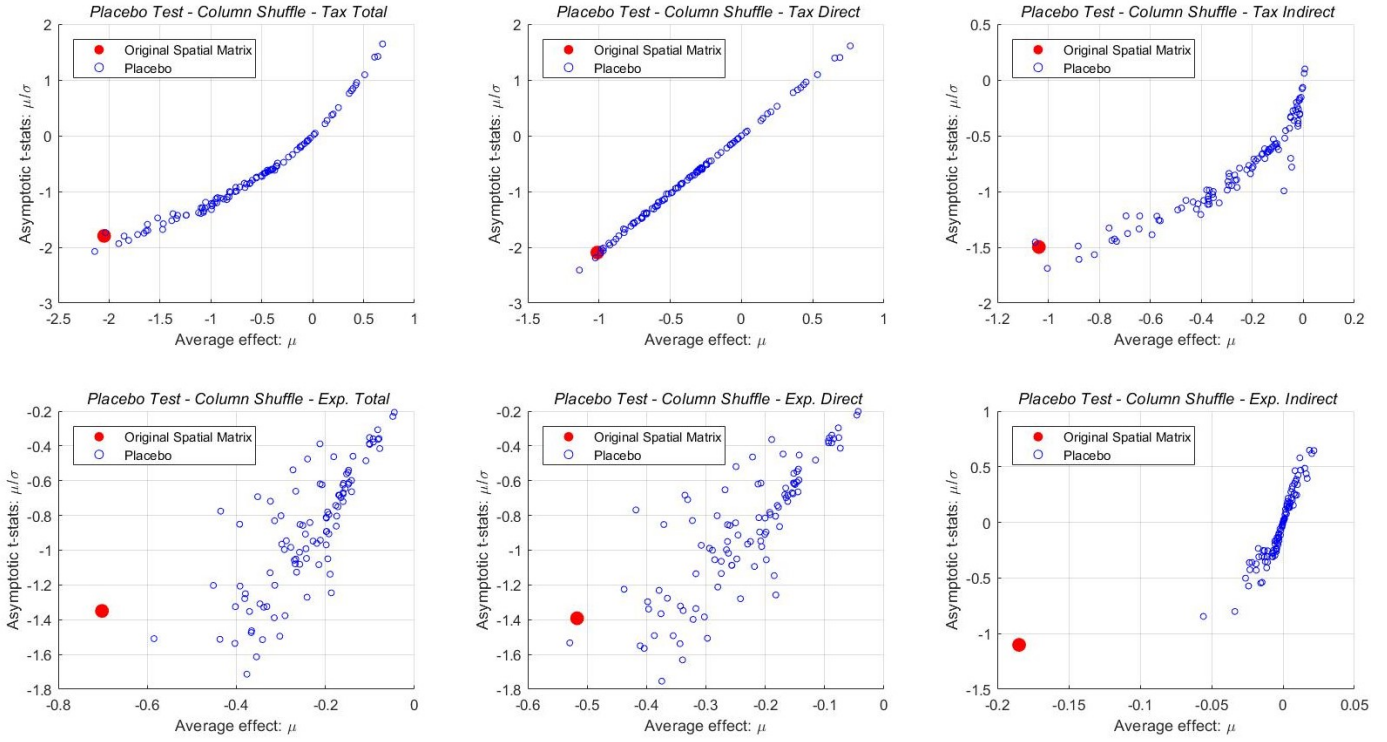 Placebo Test - Column Shuffle - Tax Total
2
1
0
-1
-2
-3
-2.5
-2
-1.5
-1
-0.5
0
0.5
1
Asymptotic t-stats: μ/σ
Average effect: μ
Original Spatial Matrix
Placebo
Placebo Test - Column Shuffle - Tax Direct
2
1
0
-1
-2
-3
-1.5
-1
-0.5
0
0.5
1
Asymptotic t-stats: μ/σ
Average effect: μ
Original Spatial Matrix
Placebo
Placebo Test - Column Shuffle - Tax Indirect
0.5
0
-0.5
-1
-1.5
-2
-1.2
-1
-0.8
-0.6
-0.4
-0.2
0
0.2
Asymptotic t-stats: μ/σ
Average effect: μ
Original Spatial Matrix
Placebo
Placebo Test - Column Shuffle - Exp. Total
-0.2
-0.4
-0.6
-0.8
-1
-1.2
-1.4
-1.6
-1.8
-0.8
-0.6
-0.4
-0.2
0
Asymptotic t-stats: μ/σ
Average effect: μ
Original Spatial Matrix
Placebo
Placebo Test - Column Shuffle - Exp. Direct
-0.2
-0.4
-0.6
-0.8
-1
-1.2
-1.4
-1.6
-1.8
-0.6
-0.5
-0.4
-0.3
-0.2
-0.1
0
Asymptotic t-stats: μ/σ
Average effect: μ
Original Spatial Matrix
Placebo
Placebo Test - Column Shuffle - Exp. Indirect
1
0.5
0
-0.5
-1
-1.5
-0.2
-0.15
-0.1
-0.05
0
0.05
Asymptotic t-stats: μ/σ
Average effect: μ
Original Spatial Matrix
Placebo